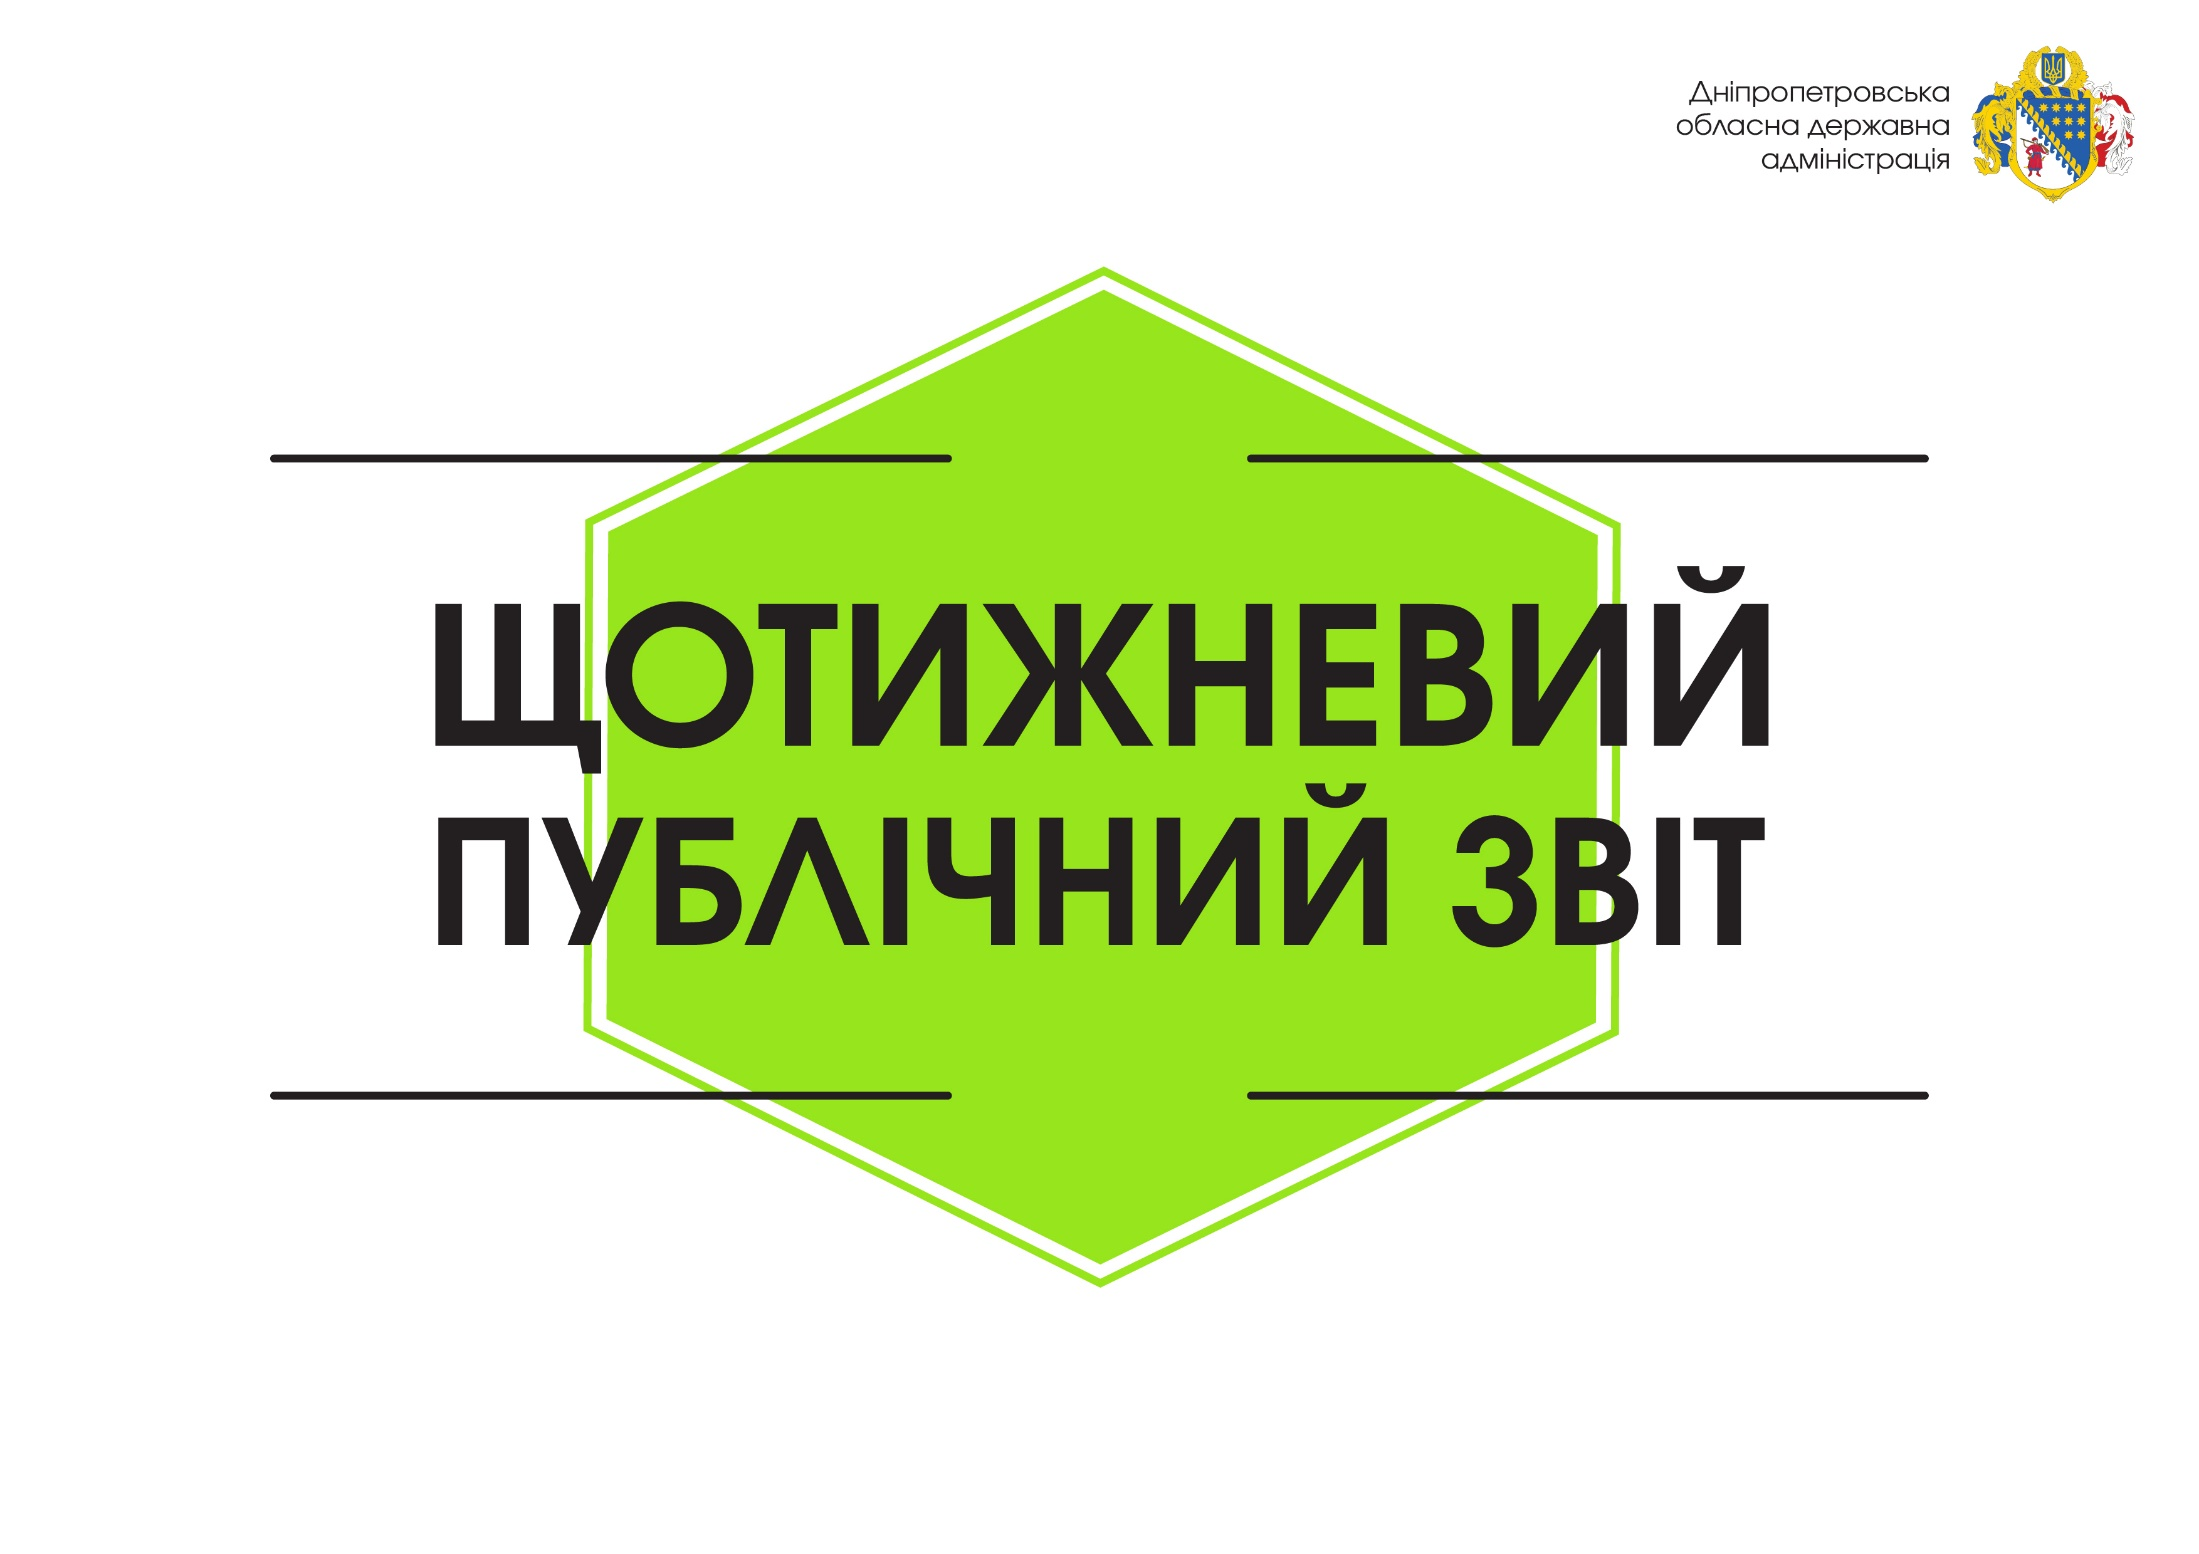 Дніпропетровська
обласна державна
адміністрація
ЩОТИЖНЕВИЙ
ПУБЛІЧНИЙ ЗВІТ